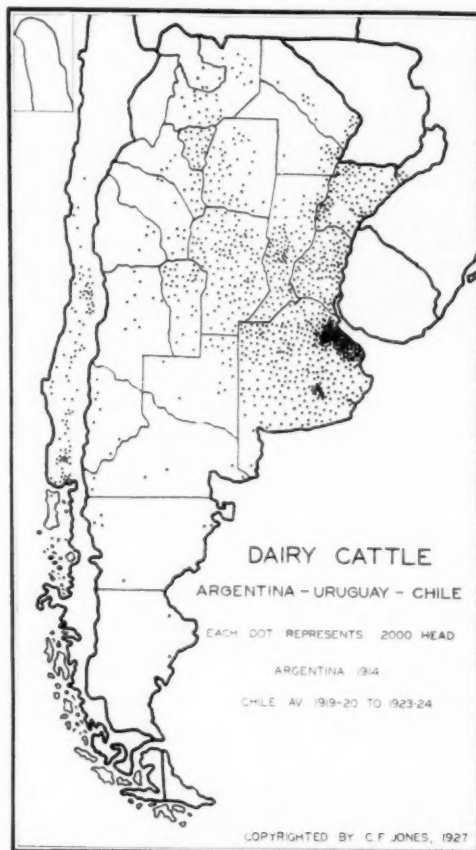 DAIRY CATTLE
ARGENTINA - URUGUAY - CHILE
EACH DOT REPRESENTS 2000 HEAD
ARGENTINA 1914
CHILE AV. 1919-20 TO 1923-24
COPYRIGHTED BY C.F. JONES, 1927